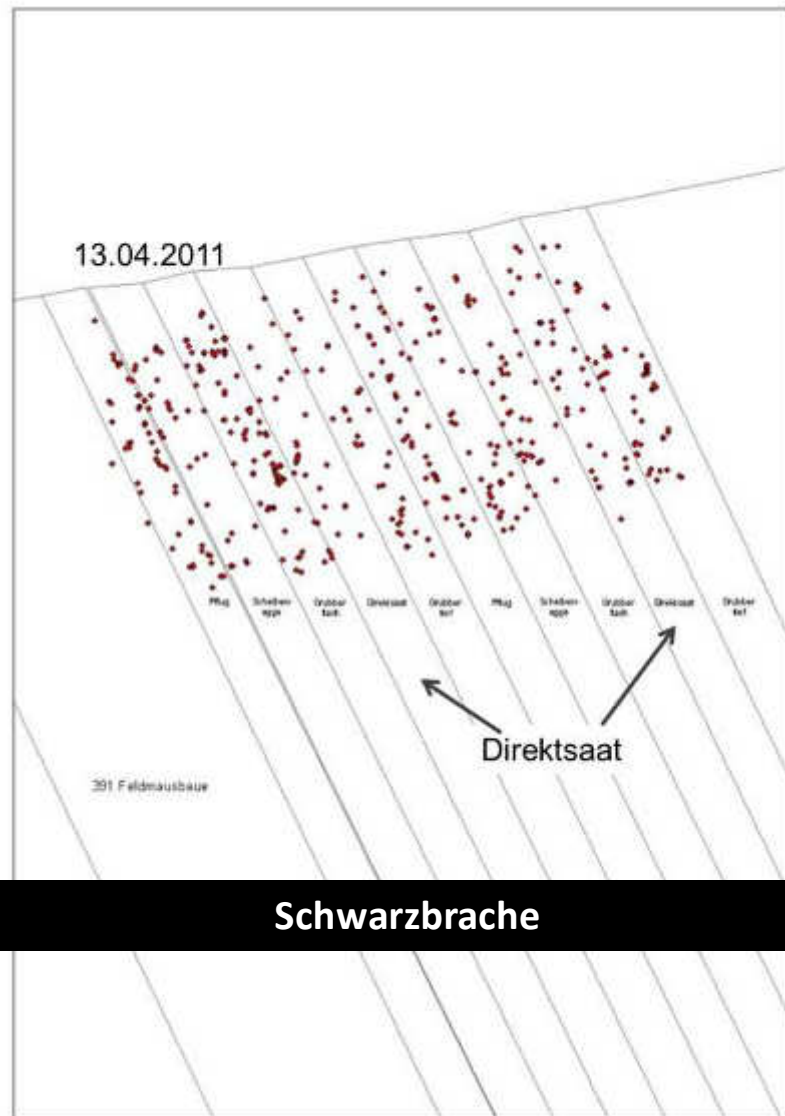 13.04.2011
Pflug
Scheiben-
egge
Grubber
flach
Direktsaat
Grubber
tief
Pflug
Scheiben-
egge
Grubber
flach
Direktsaat
Grubber
tief
Direktsaat
391 Feldmausbaue
Schwarzbrache